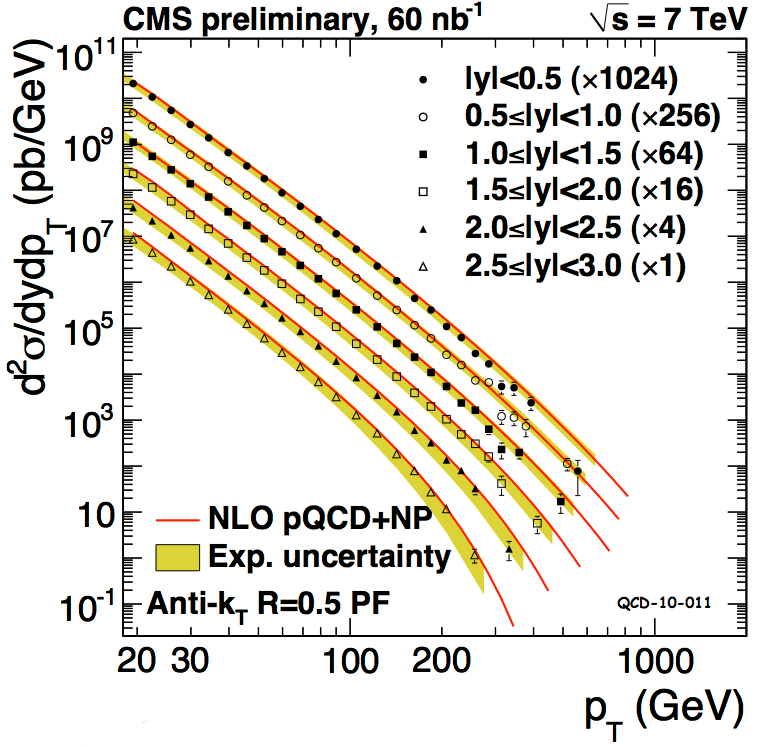 CMS preliminary, 60 nb⁻¹ √s = 7 TeV
d²σ/dydp_T (pb/GeV)
10¹¹
10⁹
10⁷
10⁵
10³
10
10⁻¹
|y|<0.5 (×1024)
0.5≤|y|<1.0 (×256)
1.0≤|y|<1.5 (×64)
1.5≤|y|<2.0 (×16)
2.0≤|y|<2.5 (×4)
2.5≤|y|<3.0 (×1)
NLO pQCD+NP
Exp. uncertainty
Anti-k_T R=0.5 PF
QCD-10-011
20 30 100 200 1000
p_T (GeV)